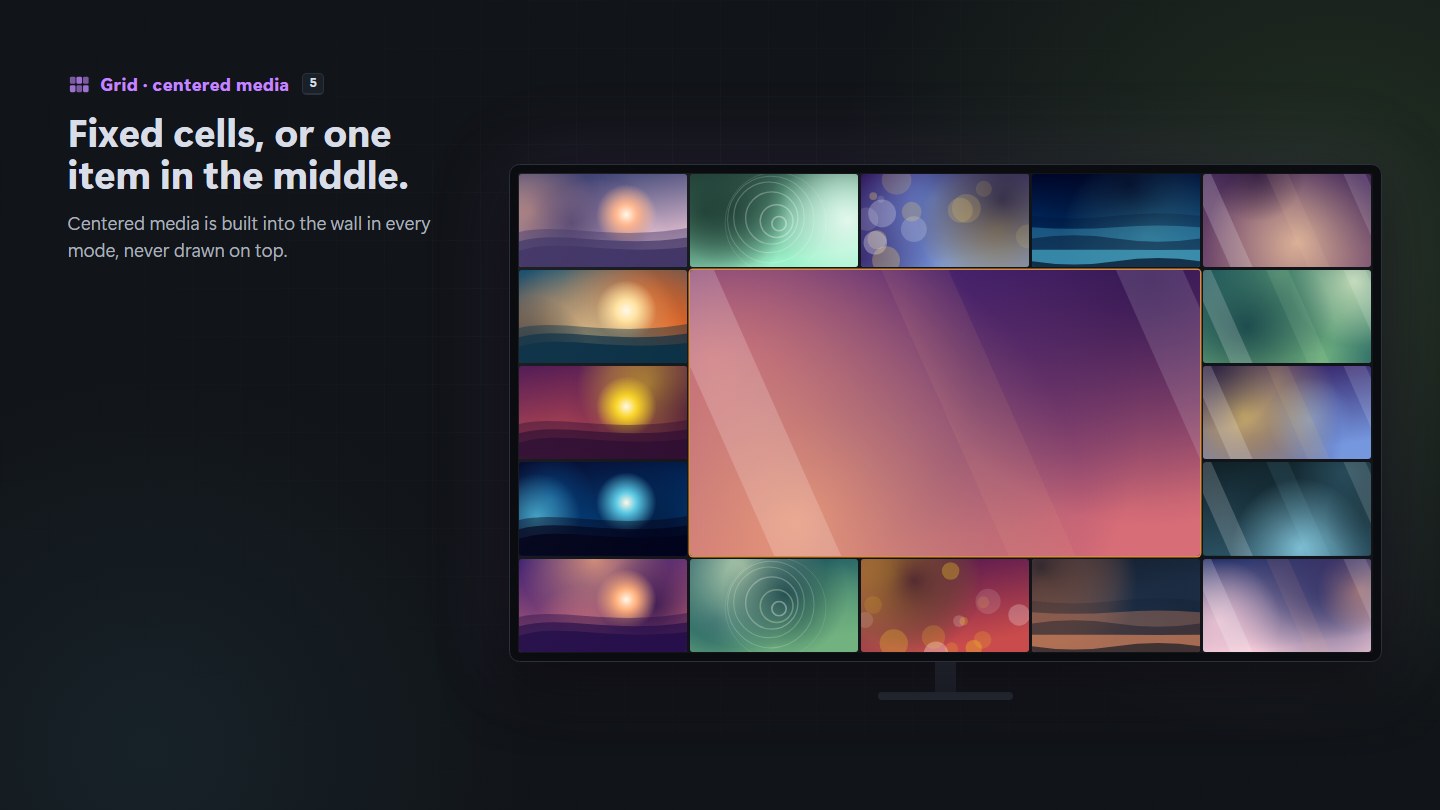 Grid · centered media 5
Fixed cells, or one
item in the middle.
Centered media is built into the wall in every
mode, never drawn on top.